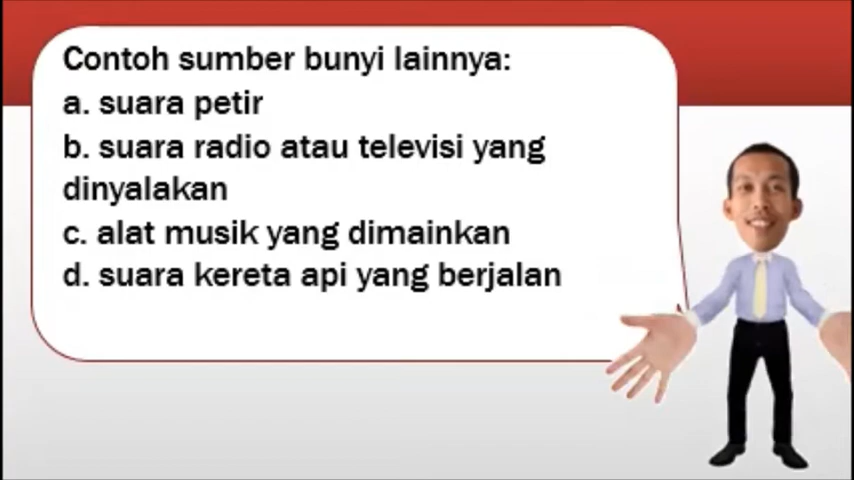 Contoh sumber bunyi lainnya:
a. suara petir
b. suara radio atau televisi yang
dinyalakan
c. alat musik yang dimainkan
d. suara kereta api yang berjalan